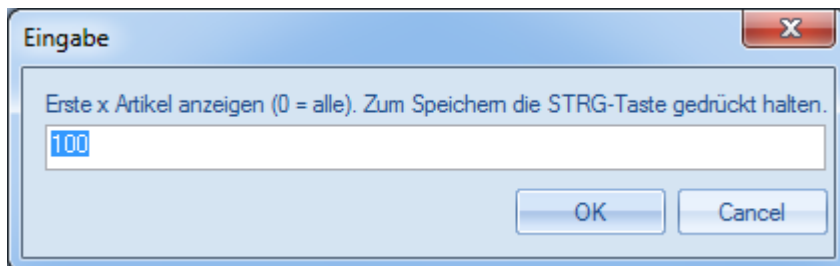 Eingabe
Erste x Artikel anzeigen (0 = alle). Zum Speichern die STRG-Taste gedrückt halten.
100
OK Cancel